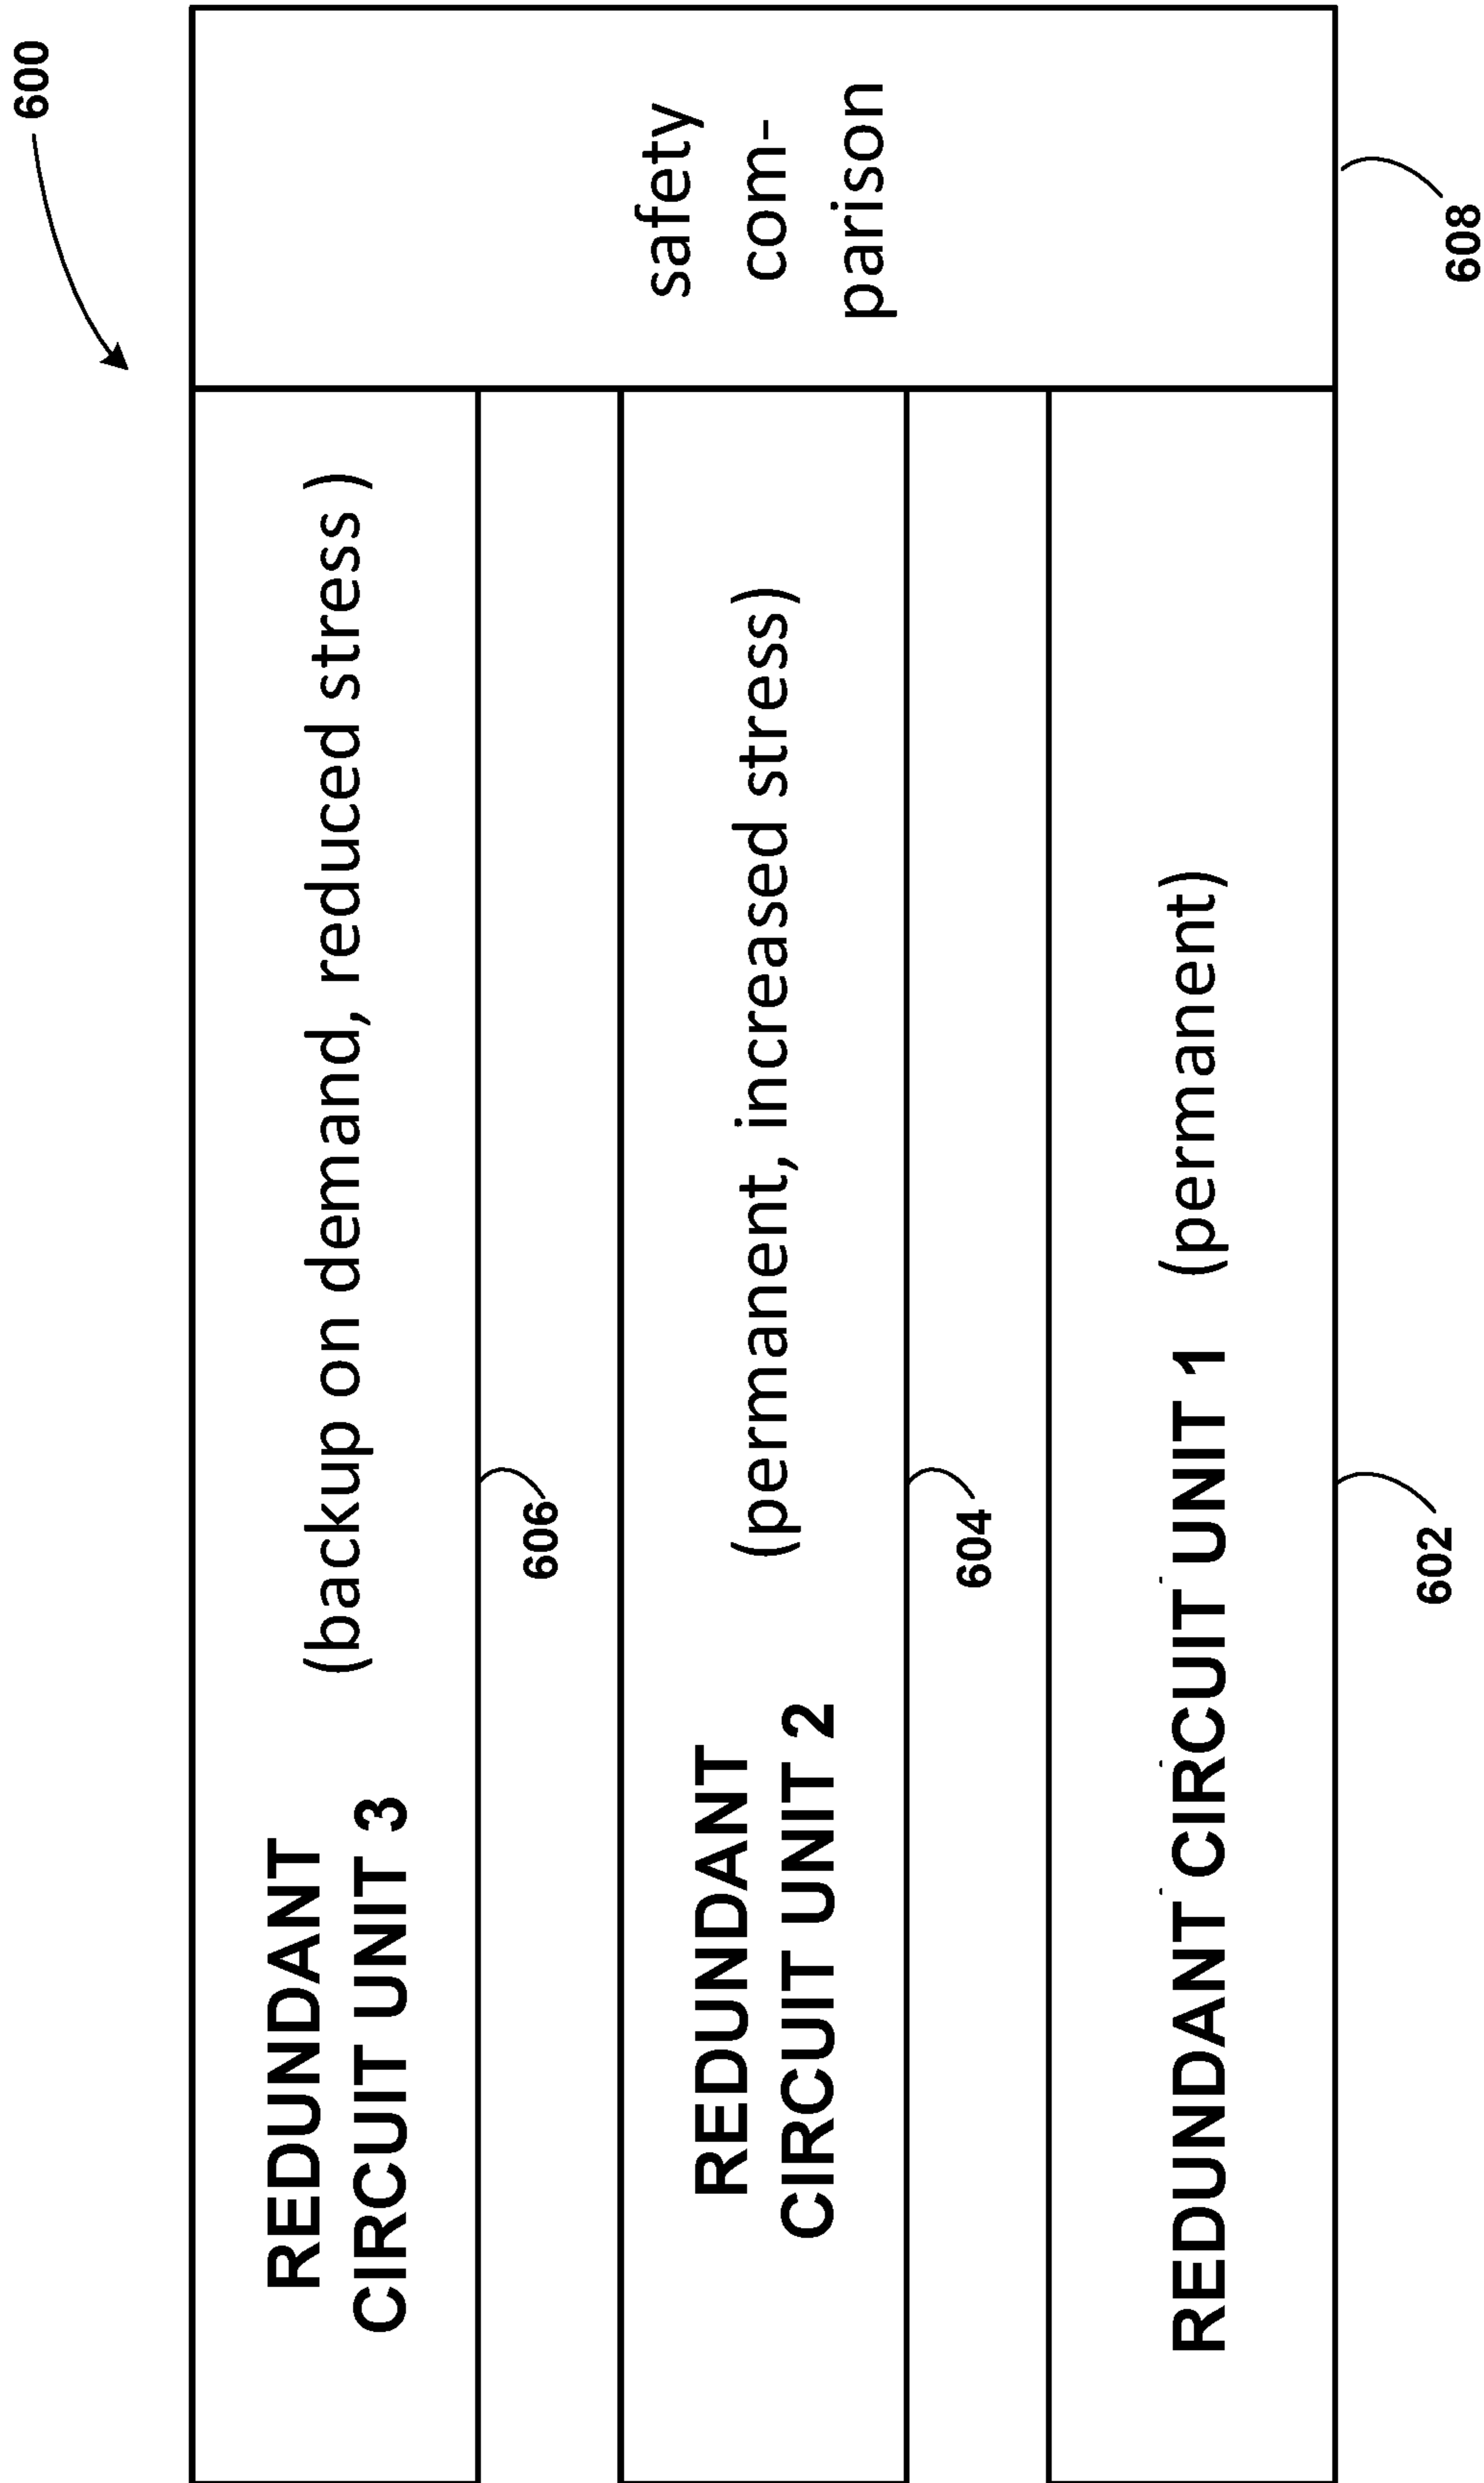 600
REDUNDANT
CIRCUIT UNIT 3
(backup on demand, reduced stress )
606
REDUNDANT
CIRCUIT UNIT 2
(permanent, increased stress)
604
REDUNDANT CIRCUIT UNIT 1 (permanent)
602
safety
com-
parison
608